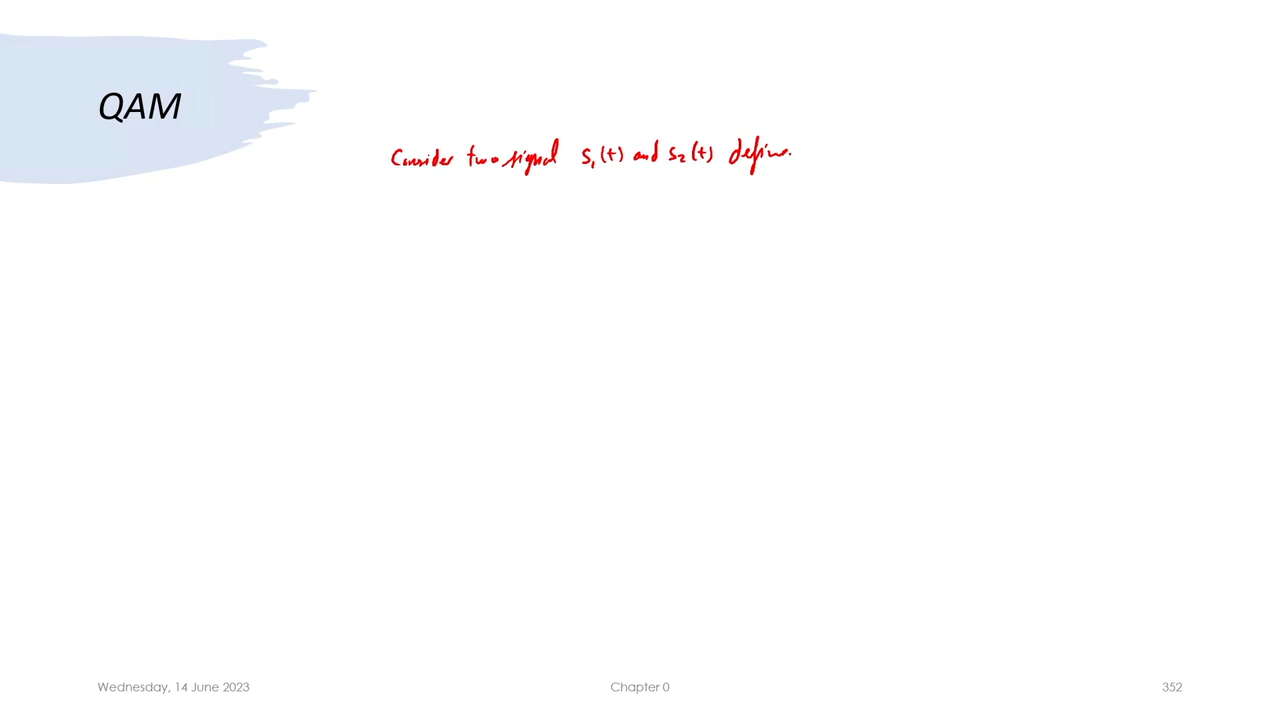 QAM
Consider two signal s₁(t) and s₂(t) define.
Wednesday, 14 June 2023
Chapter 0
352